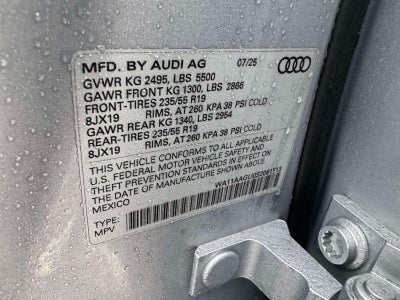 MFD. BY AUDI AG 07/25
GVWR KG 2495, LBS 5500
GAWR FRONT KG 1300, LBS 2866
FRONT-TIRES 235/55 R19
8JX19 RIMS, AT 260 KPA 38 PSI COLD
GAWR REAR KG 1340, LBS 2954
REAR-TIRES 235/55 R19
8JX19 RIMS, AT 260 KPA 38 PSI COLD
THIS VEHICLE CONFORMS TO ALL APPLICABLE
U.S. FEDERAL MOTOR VEHICLE SAFETY AND
THEFT PREVENTION STANDARDS IN EFFECT ON
THE DATE OF MANUFACTURE SHOWN ABOVE
MEXICO
TYPE:
MPV